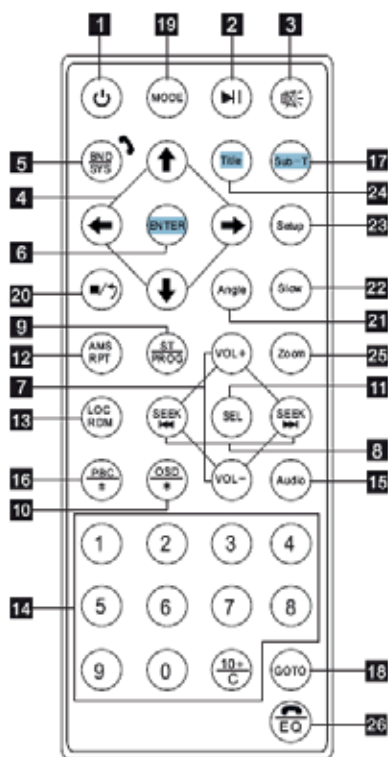 1 19 2 3
MODE
5 BND SYS Title Sub-T 17
24
4
ENTER Setup 23
6
20 Angle Slow 22
9 21
12 AMS RPT ST PROG VOL+ Zoom 25
7 11
13 LOC RDM SEEK SEL SEEK
8
16 PBC OSD VOL- Audio 15
10 *
1 2 3 4
14 5 6 7 8
9 0 10+ C GOTO 18
EQ 26